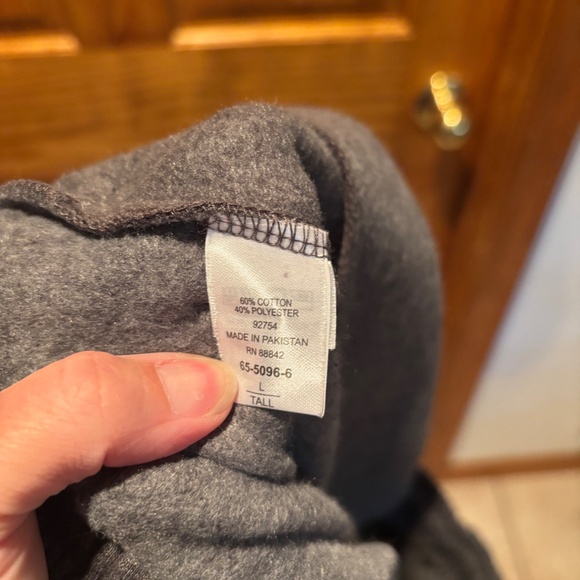 60% COTTON
40% POLYESTER
92754
MADE IN PAKISTAN
RN 88842
65-5096-6
L
TALL